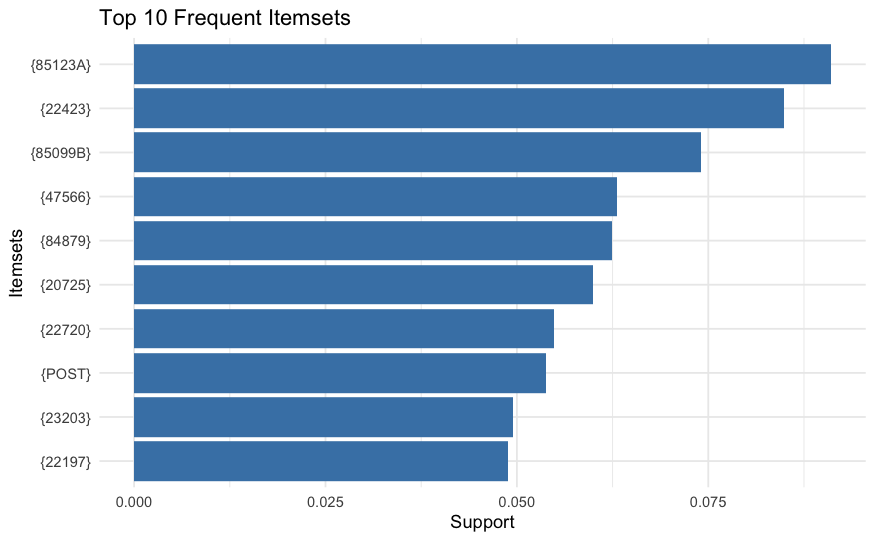 Top 10 Frequent Itemsets
{85123A}
{22423}
{85099B}
{47566}
{84879}
{20725}
{22720}
{POST}
{23203}
{22197}
Itemsets
0.000 0.025 0.050 0.075
Support